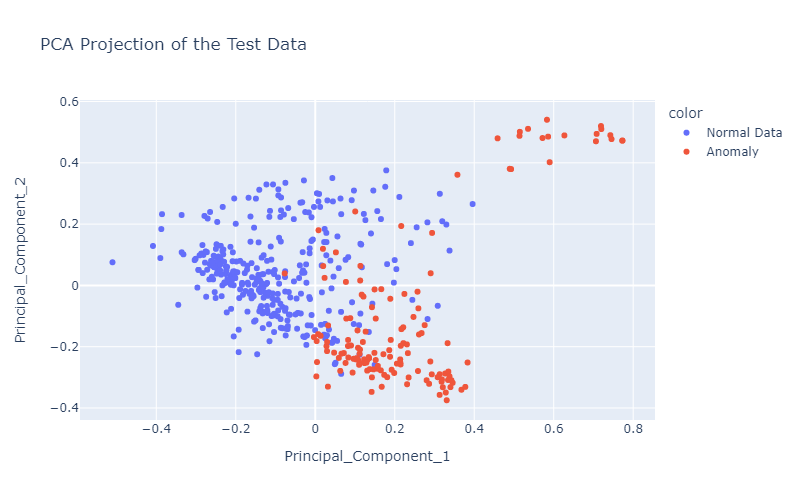 PCA Projection of the Test Data
color
Normal Data
Anomaly
Principal_Component_2
0.6
0.4
0.2
0
−0.2
−0.4
−0.4
−0.2
0
0.2
0.4
0.6
0.8
Principal_Component_1